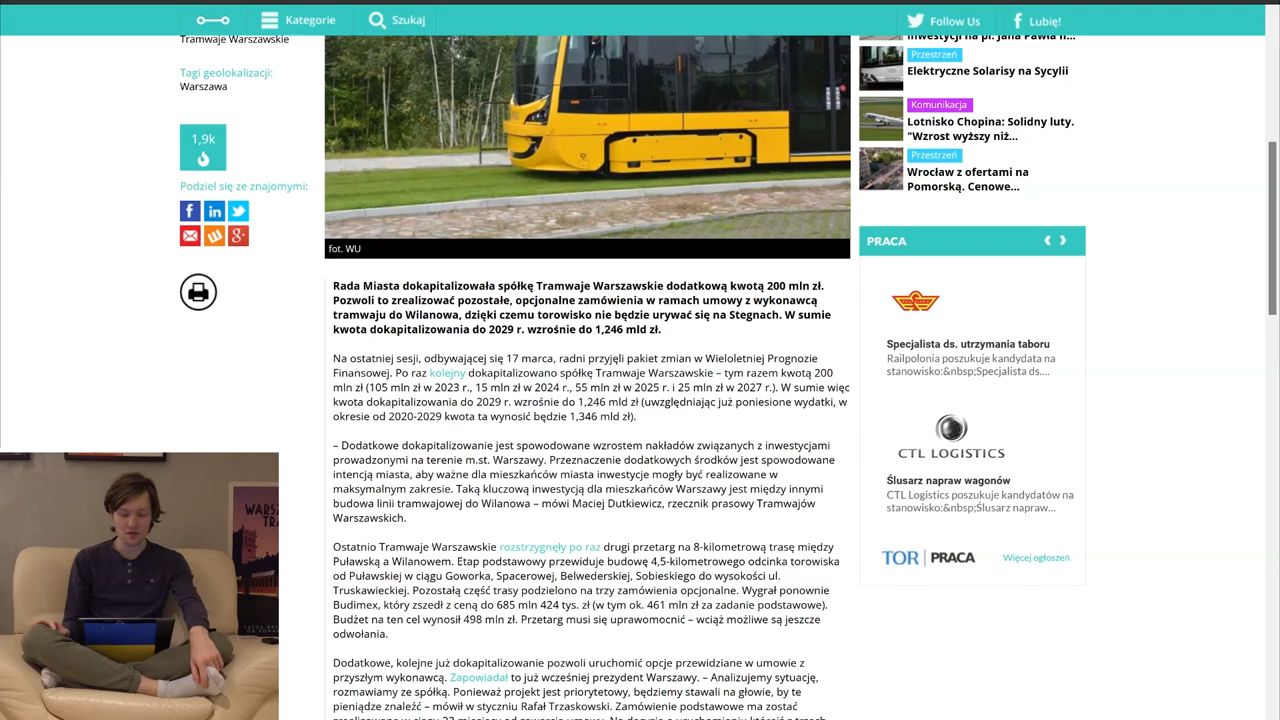 Kategorie
Szukaj
Follow Us
Lubię!
Tramwaje Warszawskie
Tagi geolokalizacji:
Warszawa
1,9k
Podziel się ze znajomymi:
fot. WU
Rada Miasta dokapitalizowała spółkę Tramwaje Warszawskie dodatkową kwotą 200 mln zł.
Pozwoli to zrealizować pozostałe, opcjonalne zamówienia w ramach umowy z wykonawcą
tramwaju do Wilanowa, dzięki czemu torowisko nie będzie urywać się na Stegnach. W sumie
kwota dokapitalizowania do 2029 r. wzrośnie do 1,246 mld zł.
Na ostatniej sesji, odbywającej się 17 marca, radni przyjęli pakiet zmian w Wieloletniej Prognozie
Finansowej. Po raz kolejny dokapitalizowano spółkę Tramwaje Warszawskie – tym razem kwotą 200
mln zł (105 mln zł w 2023 r., 15 mln zł w 2024 r., 55 mln zł w 2025 r. i 25 mln zł w 2027 r.). W sumie więc
kwota dokapitalizowania do 2029 r. wzrośnie do 1,246 mld zł (uwzględniając już poniesione wydatki, w
okresie od 2020-2029 kwota ta wynosić będzie 1,346 mld zł).
– Dodatkowe dokapitalizowanie jest spowodowane wzrostem nakładów związanych z inwestycjami
prowadzonymi na terenie m.st. Warszawy. Przeznaczenie dodatkowych środków jest spowodowane
intencją miasta, aby ważne dla mieszkańców miasta inwestycje mogły być realizowane w
maksymalnym zakresie. Taką kluczową inwestycją dla mieszkańców Warszawy jest między innymi
budowa linii tramwajowej do Wilanowa – mówi Maciej Dutkiewicz, rzecznik prasowy Tramwajów
Warszawskich.
Ostatnio Tramwaje Warszawskie rozstrzygnęły po raz drugi przetarg na 8-kilometrową trasę między
Puławską a Wilanowem. Etap podstawowy przewiduje budowę 4,5-kilometrowego odcinka torowiska
od Puławskiej w ciągu Goworka, Spacerowej, Belwederskiej, Sobieskiego do wysokości ul.
Truskawieckiej. Pozostałą część trasy podzielono na trzy zamówienia opcjonalne. Wygrał ponownie
Budimex, który zszedł z ceną do 685 mln 424 tys. zł (w tym ok. 461 mln zł za zadanie podstawowe).
Budżet na ten cel wynosił 498 mln zł. Przetarg musi się uprawomocnić – wciąż możliwe są jeszcze
odwołania.
Dodatkowe, kolejne już dokapitalizowanie pozwoli uruchomić opcje przewidziane w umowie z
przyszłym wykonawcą. Zapowiadał to już wcześniej prezydent Warszawy. – Analizujemy sytuację,
rozmawiamy ze spółką. Ponieważ projekt jest priorytetowy, będziemy stawali na głowie, by te
pieniądze znaleźć – mówił w styczniu Rafał Trzaskowski. Zamówienie podstawowe ma zostać
inwestycji na pl. Jana Pawła II...
Przestrzeń
Elektryczne Solarisy na Sycylii
Komunikacja
Lotnisko Chopina: Solidny luty.
"Wzrost wyższy niż...
Przestrzeń
Wrocław z ofertami na
Pomorską. Cenowe...
PRACA
Specjalista ds. utrzymania taboru
Railpolonia poszukuje kandydata na
stanowisko:&nbsp;Specjalista ds....
CTL LOGISTICS
Ślusarz napraw wagonów
CTL Logistics poszukuje kandydatów na
stanowisko:&nbsp;Ślusarz napraw...
TOR | PRACA
Więcej ogłoszeń